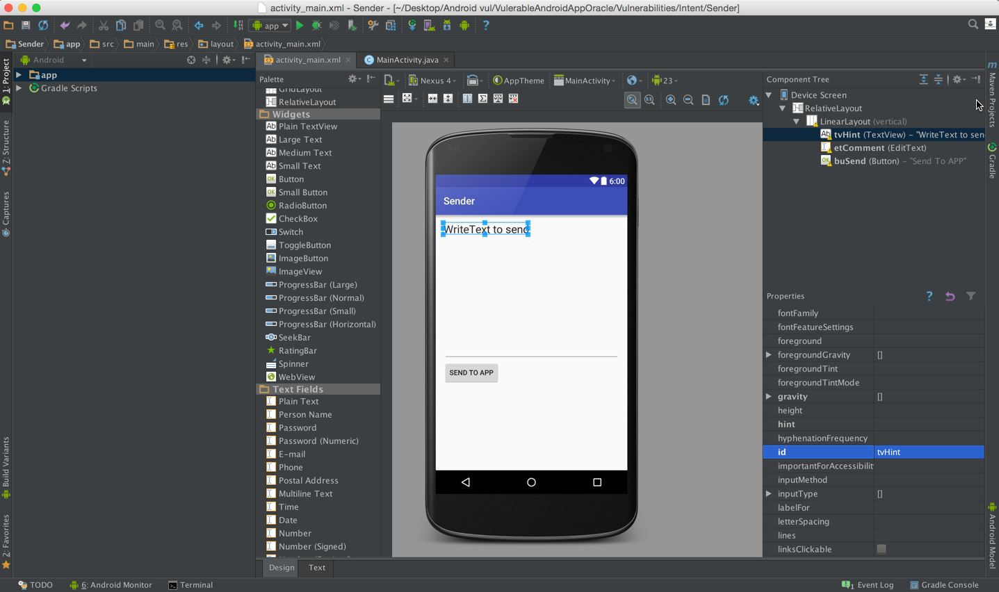 activity_main.xml - Sender - [~/Desktop/Android vul/VulerableAndroidAppOracle/Vulnerabilities/Intent/Sender]
app
Sender app src main res layout activity_main.xml
Android
activity_main.xml MainActivity.java
1: Project
Z: Structure
Captures
Build Variants
2: Favorites
app
Gradle Scripts
Palette
GridLayout
RelativeLayout
Widgets
Plain TextView
Large Text
Medium Text
Small Text
Button
Small Button
RadioButton
CheckBox
Switch
ToggleButton
ImageButton
ImageView
ProgressBar (Large)
ProgressBar (Normal)
ProgressBar (Small)
ProgressBar (Horizontal)
SeekBar
RatingBar
Spinner
WebView
Text Fields
Plain Text
Person Name
Password
Password (Numeric)
E-mail
Phone
Postal Address
Multiline Text
Time
Date
Number
Number (Signed)
Nexus 4 AppTheme MainActivity 23
6:00
Sender
WriteText to send
SEND TO APP
Design Text
Component Tree
Device Screen
RelativeLayout
LinearLayout (vertical)
tvHint (TextView) - "WriteText to sen
etComment (EditText)
buSend (Button) - "Send To APP"
Properties
fontFamily
fontFeatureSettings
foreground
foregroundGravity []
foregroundTint
foregroundTintMode
gravity []
height
hint
hyphenationFrequency
id tvHint
importantForAccessibilit
inputMethod
inputType []
labelFor
letterSpacing
lines
linksClickable
Maven Projects
Gradle
Android Model
TODO 6: Android Monitor Terminal
1 Event Log Gradle Console